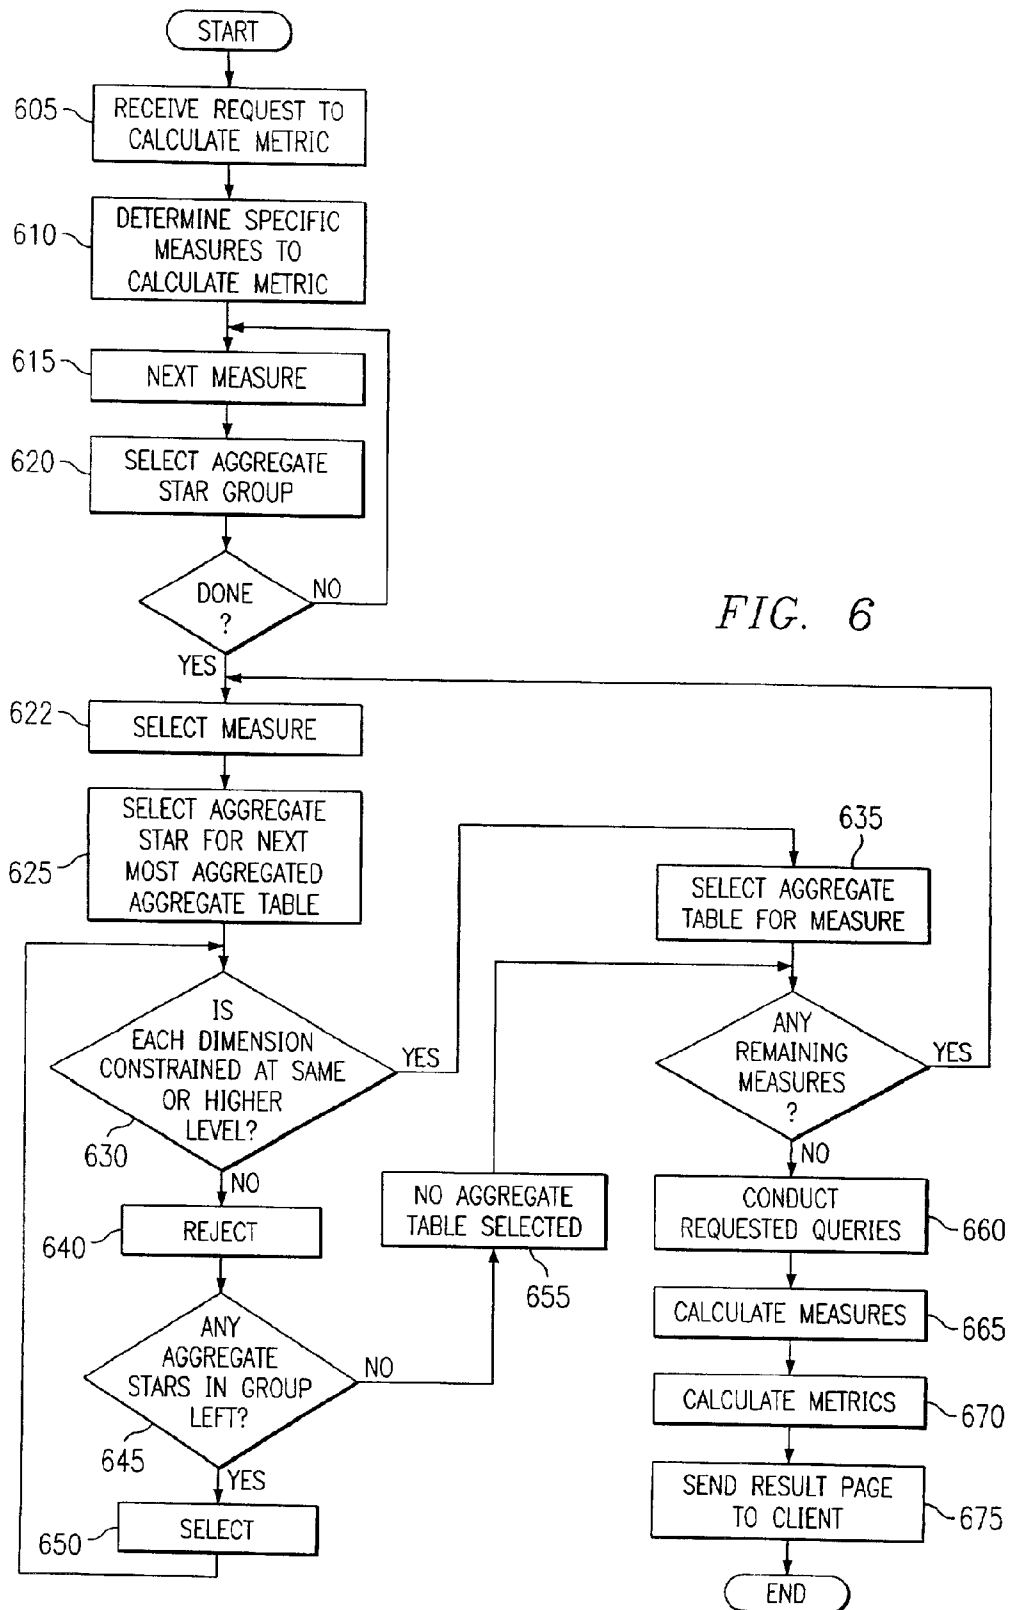 START
605
RECEIVE REQUEST TO
CALCULATE METRIC
610
DETERMINE SPECIFIC
MEASURES TO
CALCULATE METRIC
615
NEXT MEASURE
620
SELECT AGGREGATE
STAR GROUP
DONE
?
NO
YES
FIG. 6
622
SELECT MEASURE
625
SELECT AGGREGATE
STAR FOR NEXT
MOST AGGREGATED
AGGREGATE TABLE
630
IS
EACH DIMENSION
CONSTRAINED AT SAME
OR HIGHER
LEVEL?
YES
NO
640
REJECT
645
ANY
AGGREGATE
STARS IN GROUP
LEFT?
NO
YES
650
SELECT
655
NO AGGREGATE
TABLE SELECTED
635
SELECT AGGREGATE
TABLE FOR MEASURE
ANY
REMAINING
MEASURES
?
YES
NO
CONDUCT
REQUESTED QUERIES
660
CALCULATE MEASURES
665
CALCULATE METRICS
670
SEND RESULT PAGE
TO CLIENT
675
END